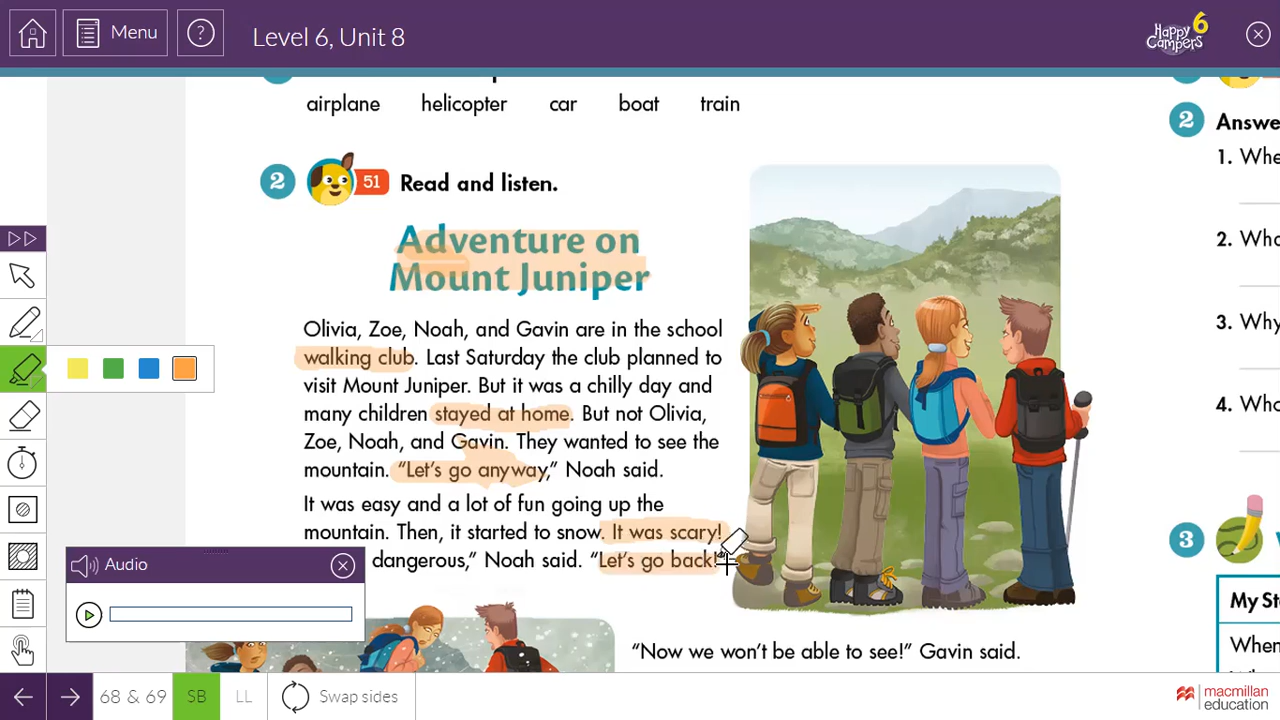 Menu
?
Level 6, Unit 8
Happy Campers 6
airplane helicopter car boat train
2 51 Read and listen.
Adventure on
Mount Juniper
Olivia, Zoe, Noah, and Gavin are in the school
walking club. Last Saturday the club planned to
visit Mount Juniper. But it was a chilly day and
many children stayed at home. But not Olivia,
Zoe, Noah, and Gavin. They wanted to see the
mountain. “Let’s go anyway,” Noah said.
It was easy and a lot of fun going up the
mountain. Then, it started to snow. It was scary!
dangerous,” Noah said. “Let’s go back!”
“Now we won’t be able to see!” Gavin said.
Audio
2 Answe
1. Whe
2. Who
3. Why
4.
3
My St
When
68 & 69 SB LL Swap sides
macmillan
education